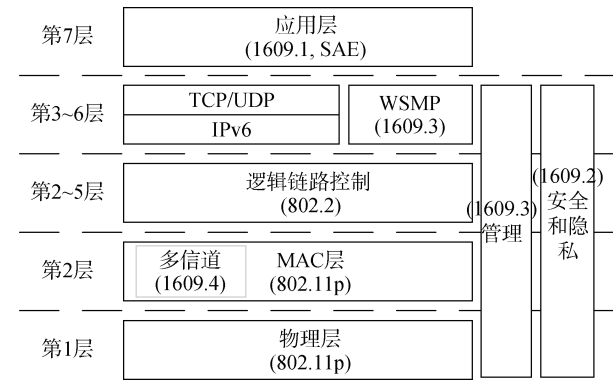 第7层
应用层
(1609.1, SAE)
第3~6层
TCP/UDP
IPv6
WSMP
(1609.3)
第2~5层
逻辑链路控制
(802.2)
(1609.3)
管理
(1609.2)
安全
和隐
私
第2层
多信道
(1609.4)
MAC层
(802.11p)
第1层
物理层
(802.11p)